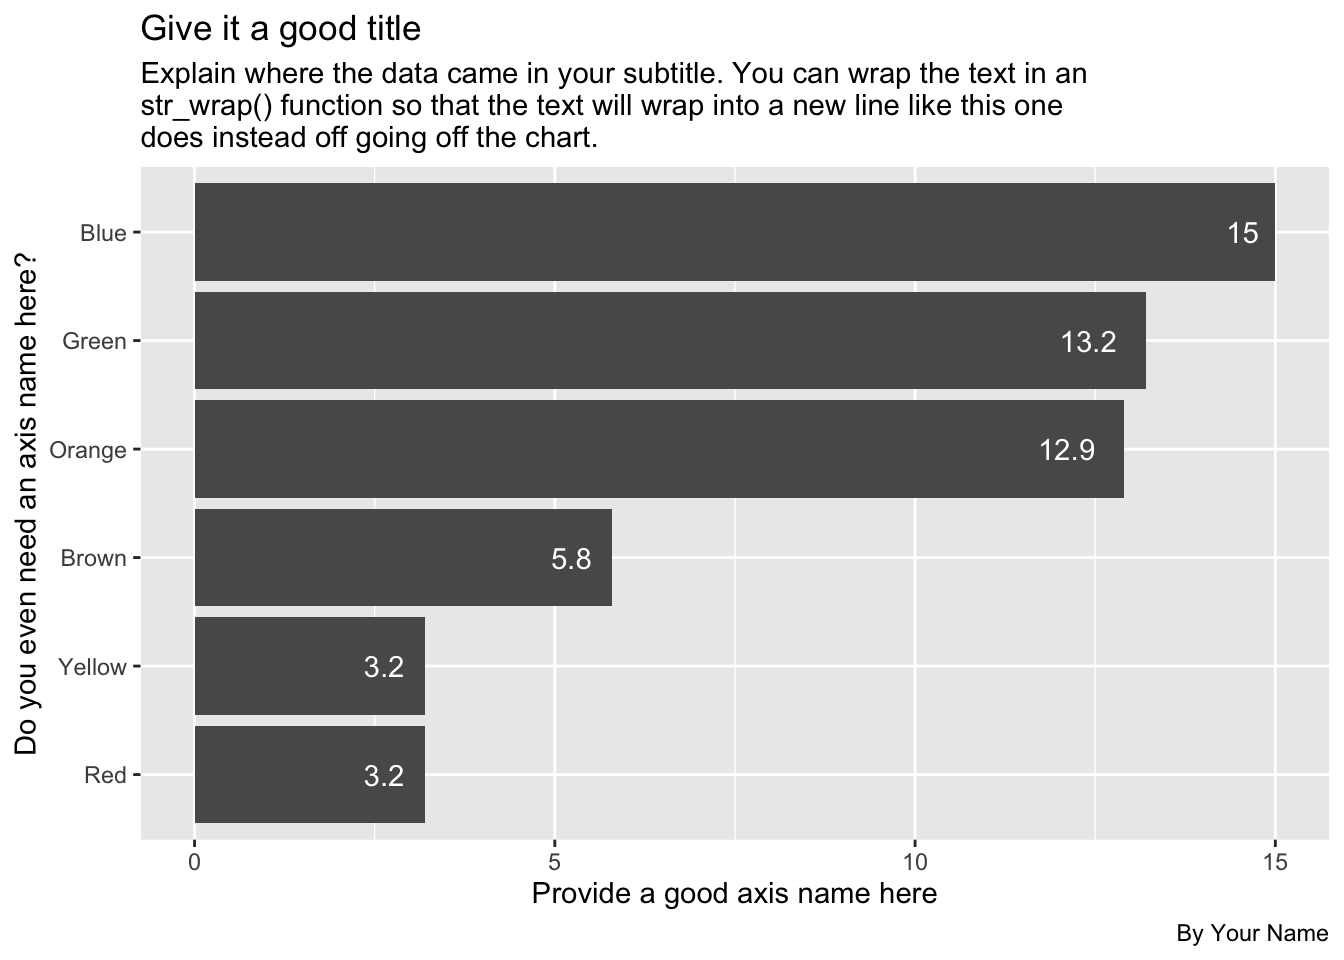 Give it a good title
Explain where the data came in your subtitle. You can wrap the text in an
str_wrap() function so that the text will wrap into a new line like this one
does instead off going off the chart.
Do you even need an axis name here?
Blue
15
Green
13.2
Orange
12.9
Brown
5.8
Yellow
3.2
Red
3.2
0 5 10 15
Provide a good axis name here
By Your Name